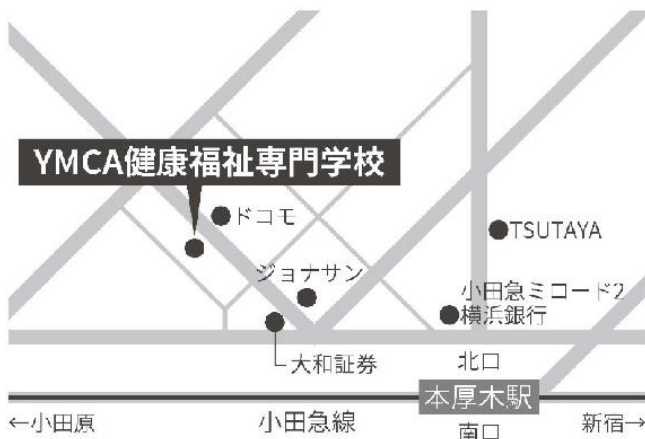 YMCA健康福祉専門学校
ドコモ
TSUTAYA
ジョナサン
小田急ミロード2
横浜銀行
大和証券
北口
本厚木駅
←小田原
小田急線
南口
新宿→